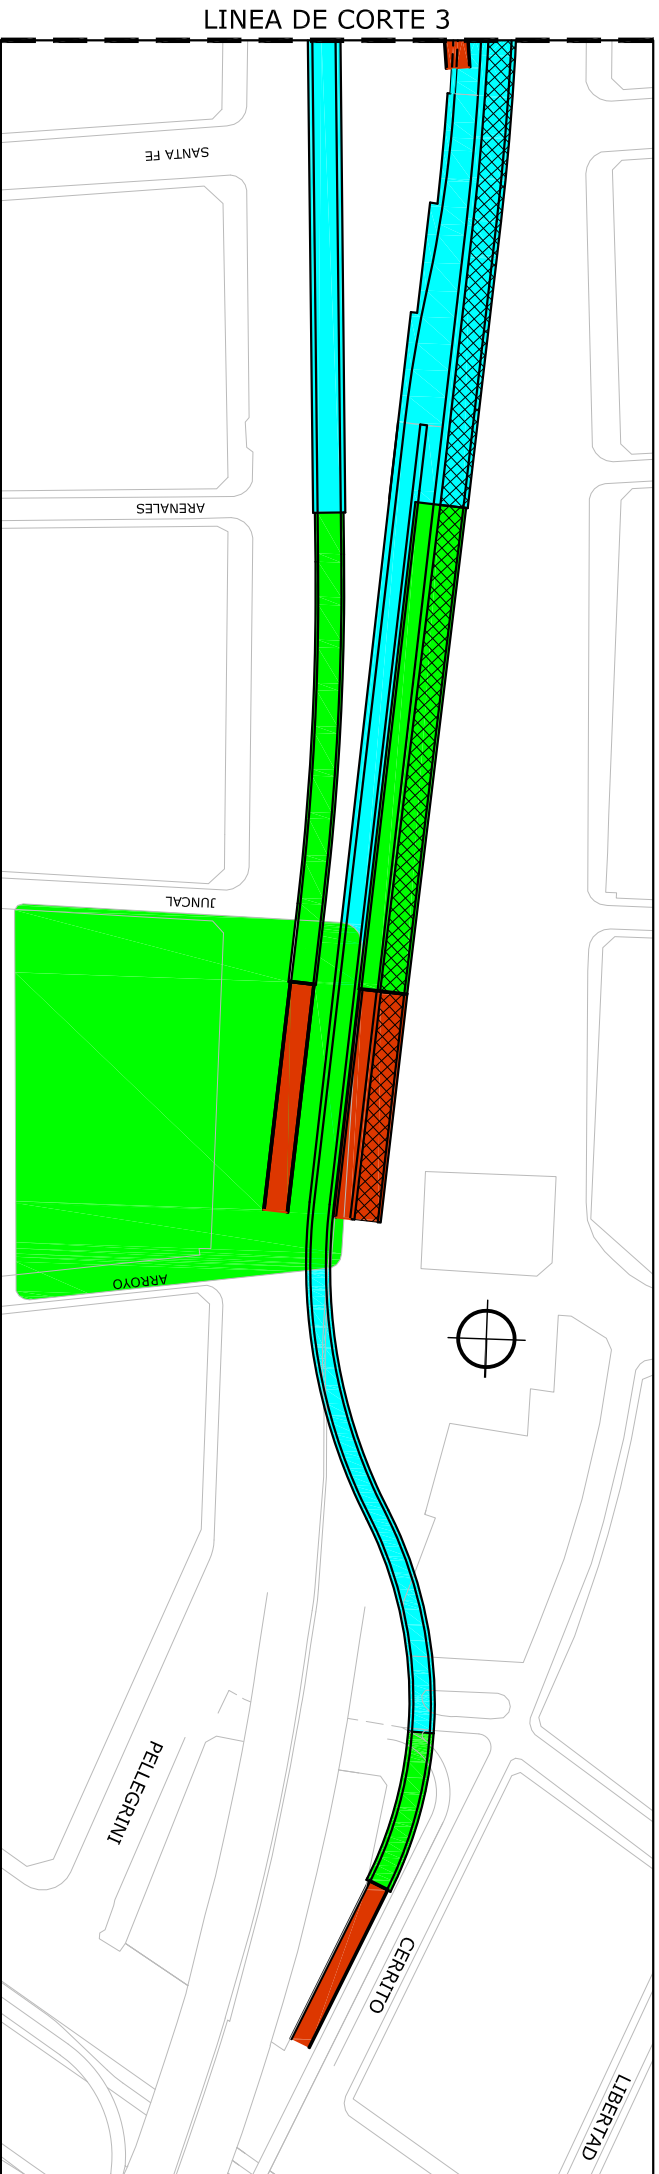 LINEA DE CORTE 3
SANTA FE
ARENALES
JUNCAL
ARROYO
PELLEGRINI
CERRITO
LIBERTAD